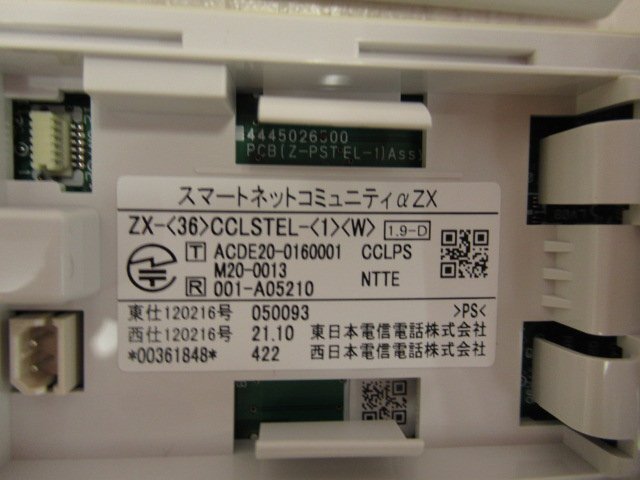 4445026300
PCB(Z-PSTEL-1)Ass
スマートネットコミュニティαZX
ZX-<36>CCLSTEL-<1><W> 1.9-D
T ACDE20-0160001 CCLPS
M20-0013
R 001-A05210 NTTE
東仕120216号 050093 >PS<
西仕120216号 21.10 東日本電信電話株式会社
*00361848* 422 西日本電信電話株式会社